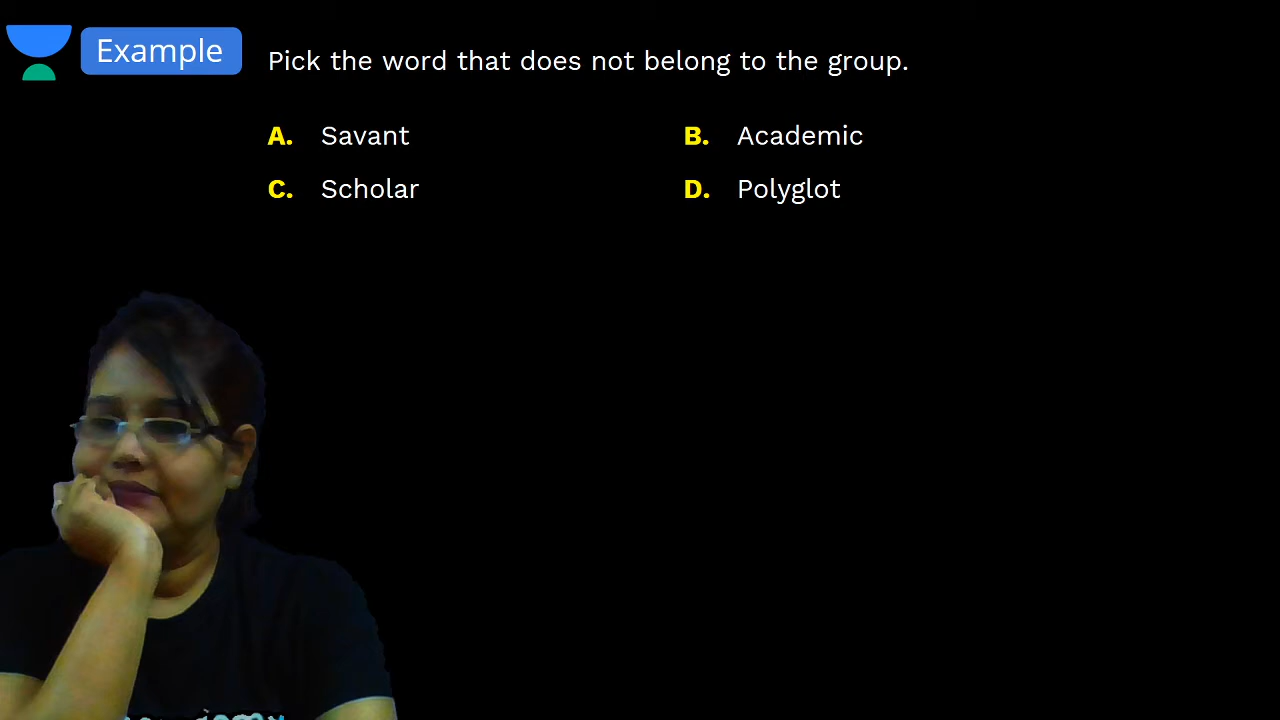 Example
Pick the word that does not belong to the group.
A. Savant B. Academic
C. Scholar D. Polyglot